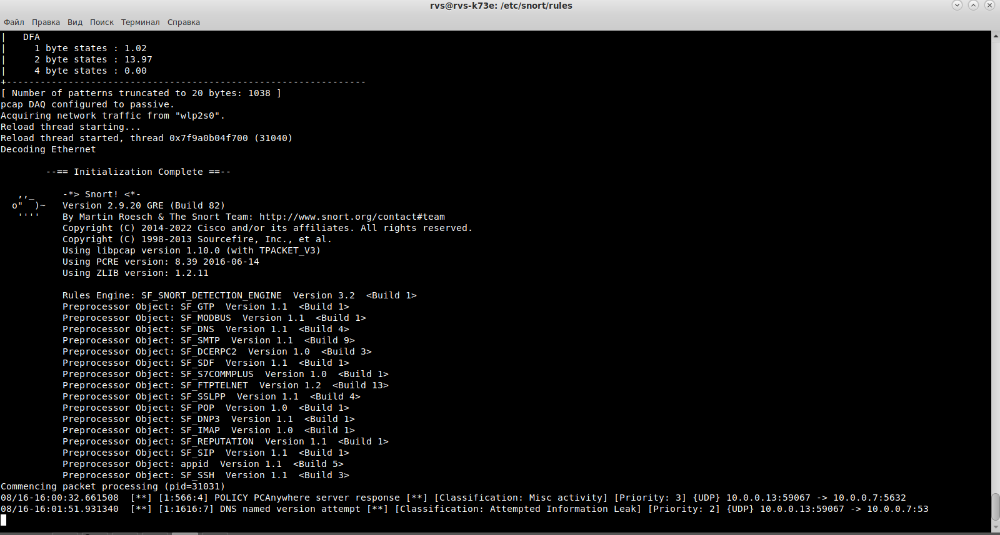 rvs@rvs-k73e: /etc/snort/rules
Файл Правка Вид Поиск Терминал Справка
|   DFA
|     1 byte states : 1.02
|     2 byte states : 13.97
|     4 byte states : 0.00
+----------------------------------------------------------------
[ Number of patterns truncated to 20 bytes: 1038 ]
pcap DAQ configured to passive.
Acquiring network traffic from "wlp2s0".
Reload thread starting...
Reload thread started, thread 0x7f9a0b04f700 (31040)
Decoding Ethernet
        --== Initialization Complete ==--
   ,,_     -*> Snort! <*-
  o"  )~   Version 2.9.20 GRE (Build 82)
   ''''    By Martin Roesch & The Snort Team: http://www.snort.org/contact#team
           Copyright (C) 2014-2022 Cisco and/or its affiliates. All rights reserved.
           Copyright (C) 1998-2013 Sourcefire, Inc., et al.
           Using libpcap version 1.10.0 (with TPACKET_V3)
           Using PCRE version: 8.39 2016-06-14
           Using ZLIB version: 1.2.11
           Rules Engine: SF_SNORT_DETECTION_ENGINE  Version 3.2  <Build 1>
           Preprocessor Object: SF_GTP  Version 1.1  <Build 1>
           Preprocessor Object: SF_MODBUS  Version 1.1  <Build 1>
           Preprocessor Object: SF_DNS  Version 1.1  <Build 4>
           Preprocessor Object: SF_SMTP  Version 1.1  <Build 9>
           Preprocessor Object: SF_DCERPC2  Version 1.0  <Build 3>
           Preprocessor Object: SF_SDF  Version 1.1  <Build 1>
           Preprocessor Object: SF_S7COMMPLUS  Version 1.0  <Build 1>
           Preprocessor Object: SF_FTPTELNET  Version 1.2  <Build 13>
           Preprocessor Object: SF_SSLPP  Version 1.1  <Build 4>
           Preprocessor Object: SF_POP  Version 1.0  <Build 1>
           Preprocessor Object: SF_DNP3  Version 1.1  <Build 1>
           Preprocessor Object: SF_IMAP  Version 1.0  <Build 1>
           Preprocessor Object: SF_REPUTATION  Version 1.1  <Build 1>
           Preprocessor Object: SF_SIP  Version 1.1  <Build 1>
           Preprocessor Object: appid  Version 1.1  <Build 5>
           Preprocessor Object: SF_SSH  Version 1.1  <Build 3>
Commencing packet processing (pid=31031)
08/16-16:00:32.661508  [**] [1:566:4] POLICY PCAnywhere server response [**] [Classification: Misc activity] [Priority: 3] {UDP} 10.0.0.13:59067 -> 10.0.0.7:5632
08/16-16:01:51.931340  [**] [1:1616:7] DNS named version attempt [**] [Classification: Attempted Information Leak] [Priority: 2] {UDP} 10.0.0.13:59067 -> 10.0.0.7:53